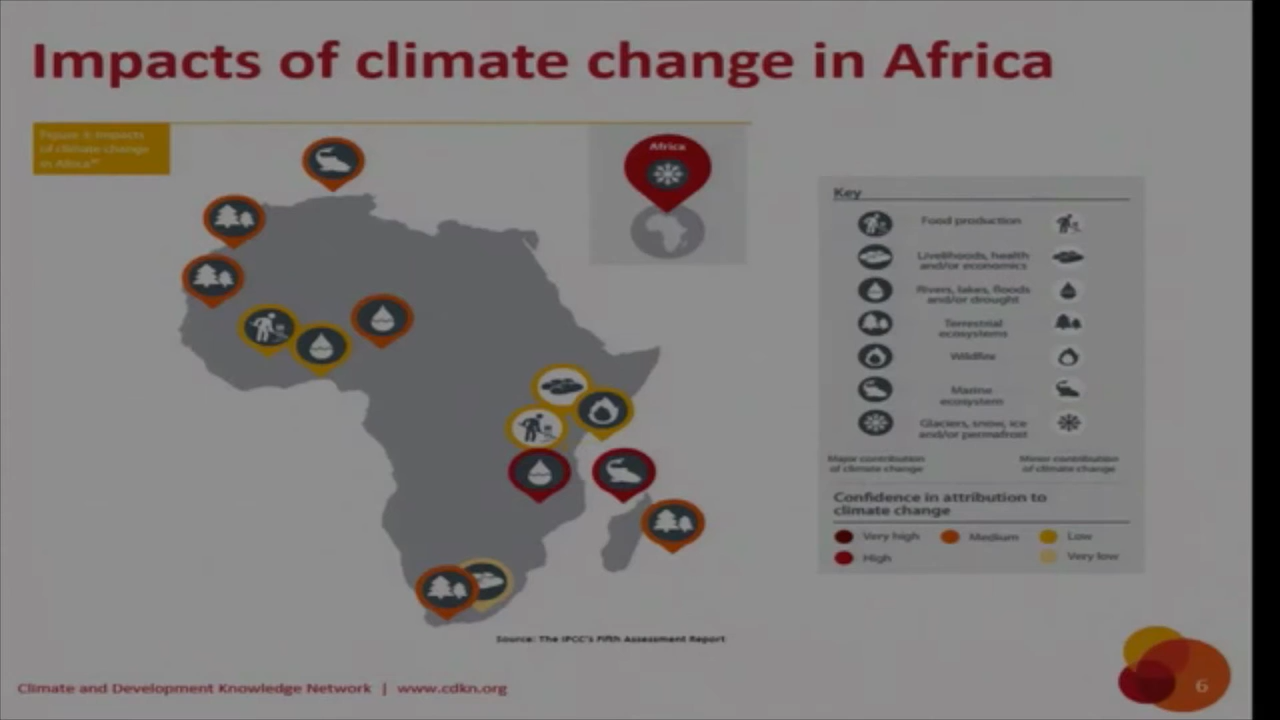 Impacts of climate change in Africa
Figure 3: Impacts
of climate change
in Africa
Africa
Key
Food production
Livelihoods, health
and/or economics
Rivers, lakes, floods
and/or drought
Terrestrial
ecosystems
Wildfire
Marine
ecosystem
Glaciers, snow, ice
and/or permafrost
Major contribution
of climate change
Minor contribution
of climate change
Confidence in attribution to
climate change
Very high
Medium
Low
High
Very low
Source: The IPCC's Fifth Assessment Report
Climate and Development Knowledge Network | www.cdkn.org
6